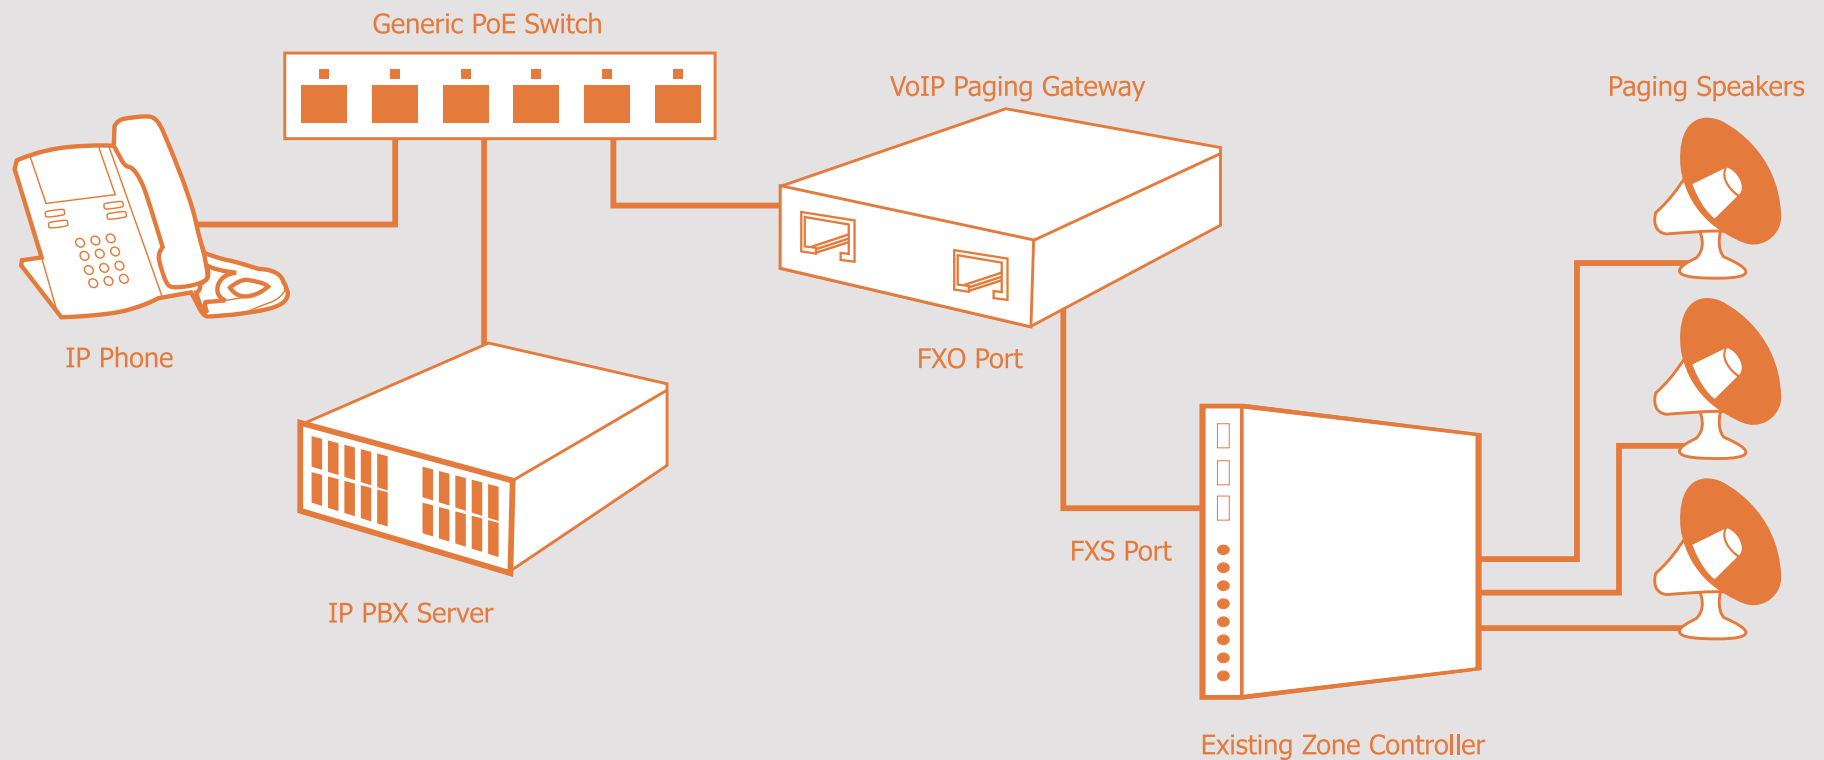 Generic PoE Switch
VoIP Paging Gateway
Paging Speakers
IP Phone
FXO Port
FXS Port
IP PBX Server
Existing Zone Controller